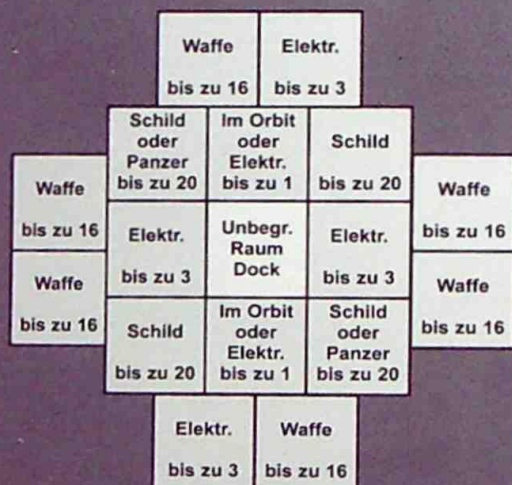 Waffe
bis zu 16
Elektr.
bis zu 3
Schild
oder
Panzer
bis zu 20
Im Orbit
oder
Elektr.
bis zu 1
Schild
bis zu 20
Waffe
bis zu 16
Waffe
bis zu 16
Elektr.
bis zu 3
Unbegr.
Raum
Dock
Elektr.
bis zu 3
Waffe
bis zu 16
Waffe
bis zu 16
Schild
bis zu 20
Im Orbit
oder
Elektr.
bis zu 1
Schild
oder
Panzer
bis zu 20
Elektr.
bis zu 3
Waffe
bis zu 16